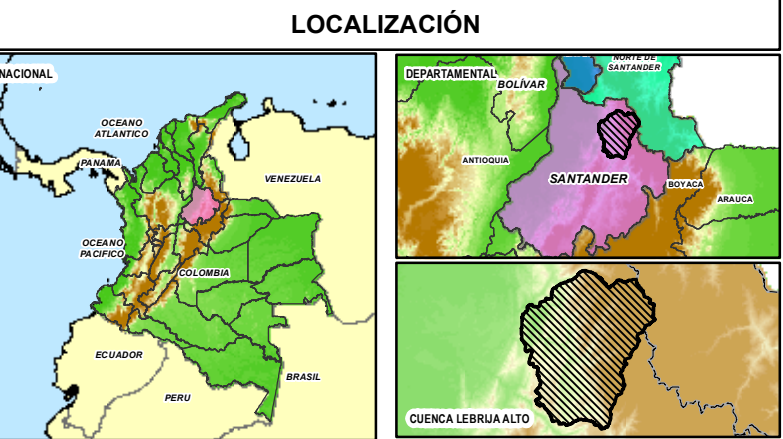 LOCALIZACIÓN
NACIONAL
OCEANO
ATLANTICO
PANAMA
VENEZUELA
OCEANO
PACIFICO
COLOMBIA
ECUADOR
BRASIL
PERU
DEPARTAMENTAL
BOLÍVAR
NORTE DE
SANTANDER
ANTIOQUIA
SANTANDER
BOYACA
ARAUCA
CUENCA LEBRIJA ALTO